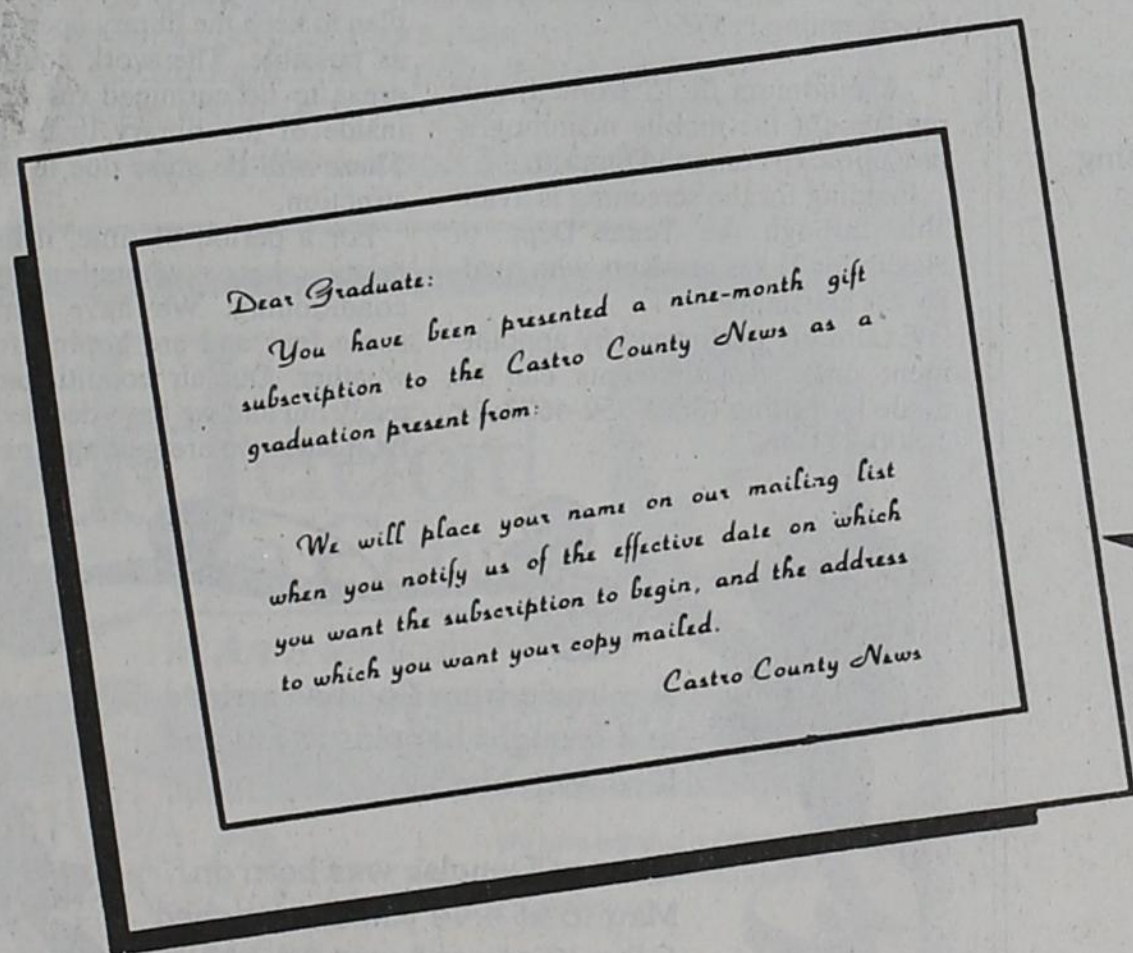 Dear Graduate:
You have been presented a nine-month gift
subscription to the Castro County News as a
graduation present from:
We will place your name on our mailing list
when you notify us of the effective date on which
you want the subscription to begin, and the address
to which you want your copy mailed.
Castro County News